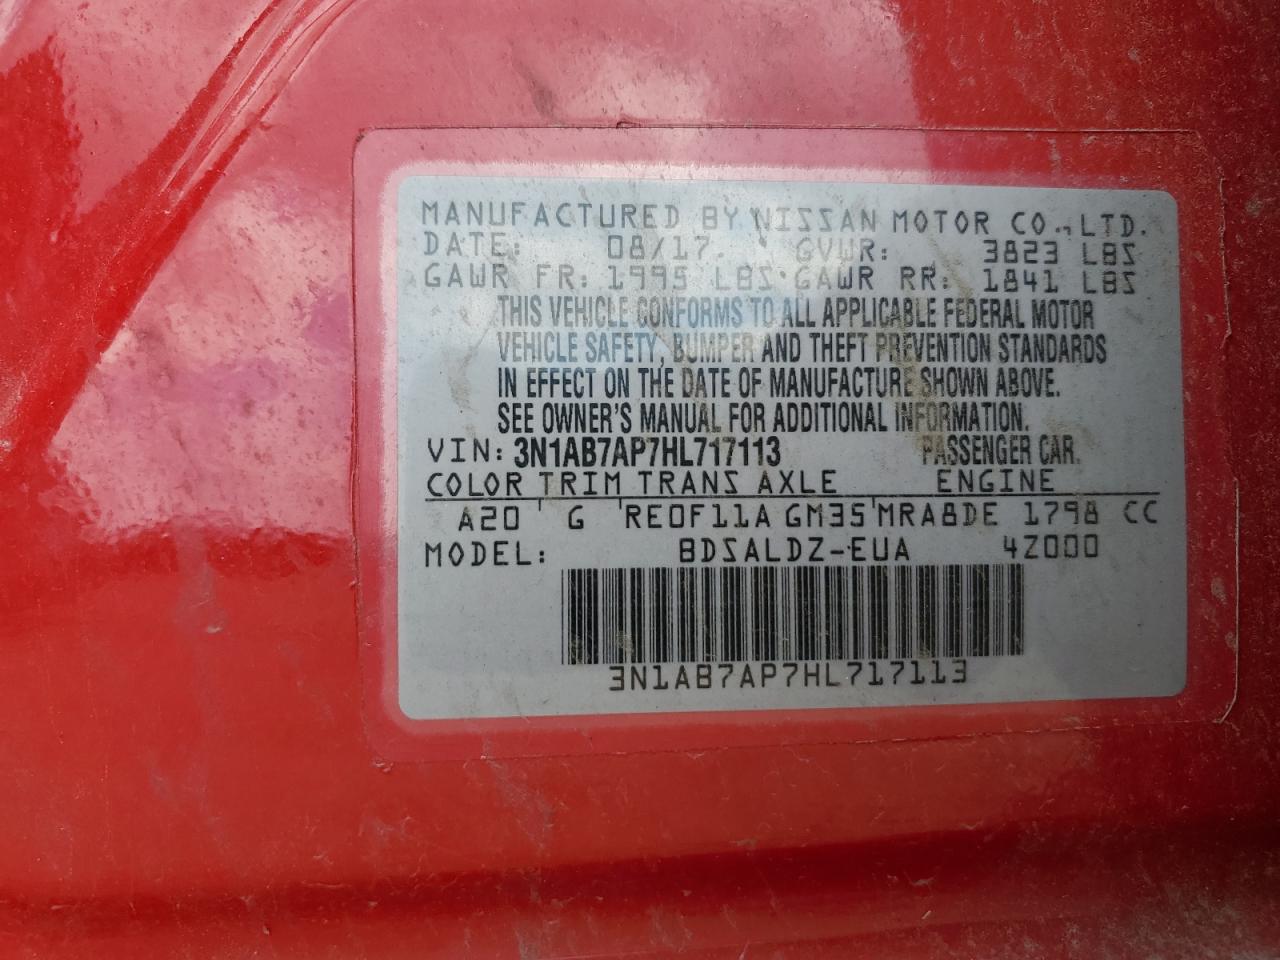 MANUFACTURED BY NISSAN MOTOR CO.,LTD.
DATE: 08/17 GVWR: 3823 LBS
GAWR FR: 1995 LBS GAWR RR: 1841 LBS
THIS VEHICLE CONFORMS TO ALL APPLICABLE FEDERAL MOTOR
VEHICLE SAFETY, BUMPER AND THEFT PREVENTION STANDARDS
IN EFFECT ON THE DATE OF MANUFACTURE SHOWN ABOVE.
SEE OWNER'S MANUAL FOR ADDITIONAL INFORMATION.
VIN: 3N1AB7AP7HL717113 PASSENGER CAR.
COLOR TRIM TRANS AXLE ENGINE
A20 G RE0F11A GM35 MRA8DE 1798 CC
MODEL: BDSALDZ-EUA 4Z000
3N1AB7AP7HL717113